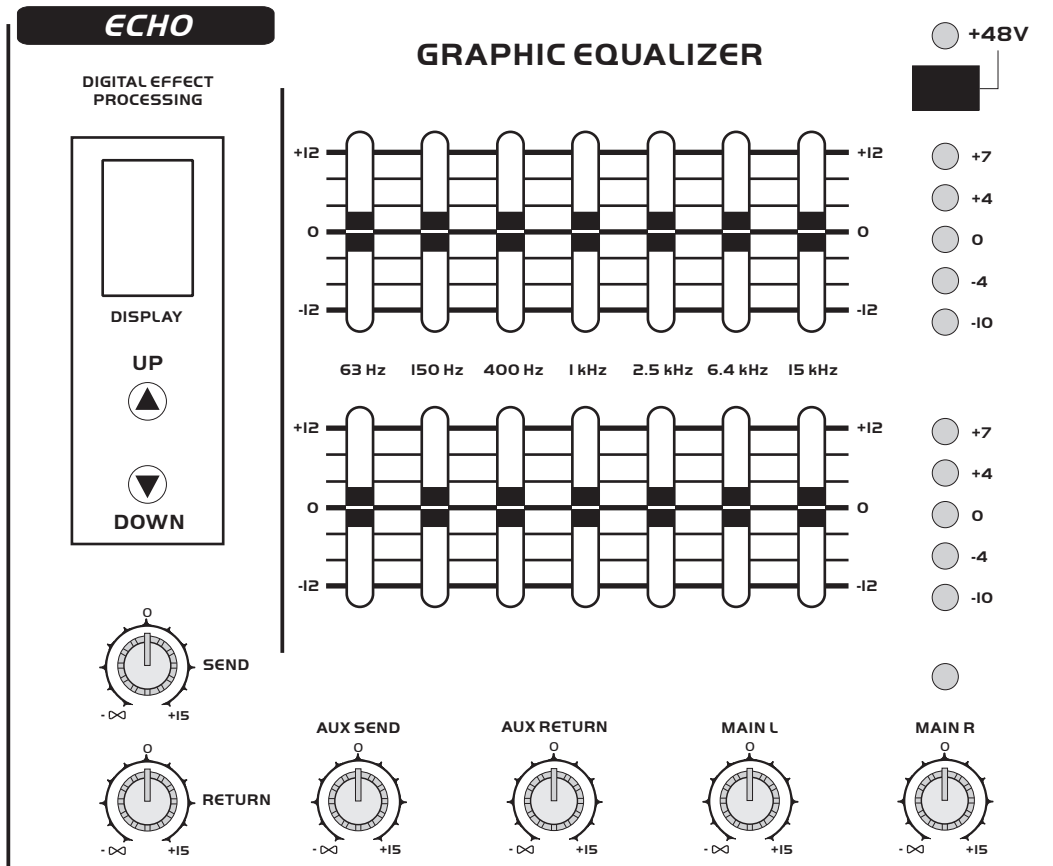 ECHO
DIGITAL EFFECT
PROCESSING
DISPLAY
UP
DOWN
0
SEND
-∞ +15
0
RETURN
-∞ +15
GRAPHIC EQUALIZER
+12 +12
0 0
-12 -12
63 Hz 150 Hz 400 Hz 1 kHz 2.5 kHz 6.4 kHz 15 kHz
+12 +12
0 0
-12 -12
+48V
+7
+4
0
-4
-10
+7
+4
0
-4
-10
AUX SEND
0
-∞ +15
AUX RETURN
0
-∞ +15
MAIN L
0
-∞ +15
MAIN R
0
-∞ +15